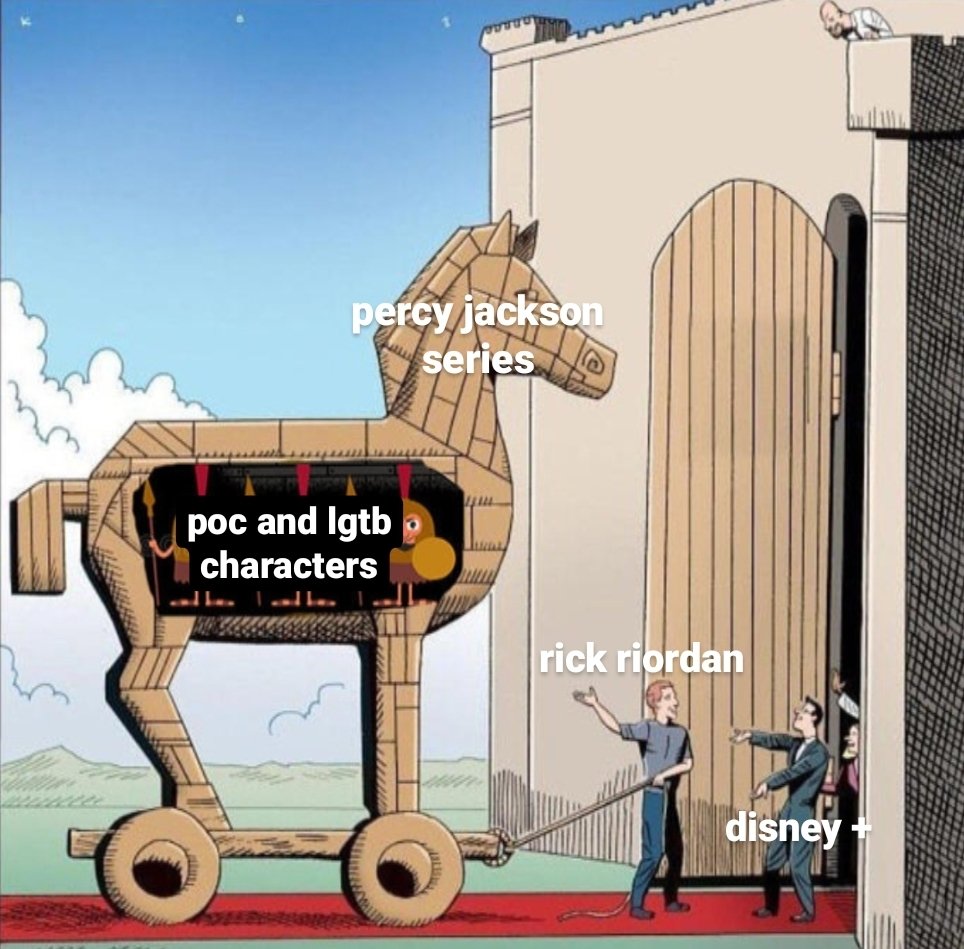 percy jackson
series
poc and lgtb
characters
rick riordan
disney +